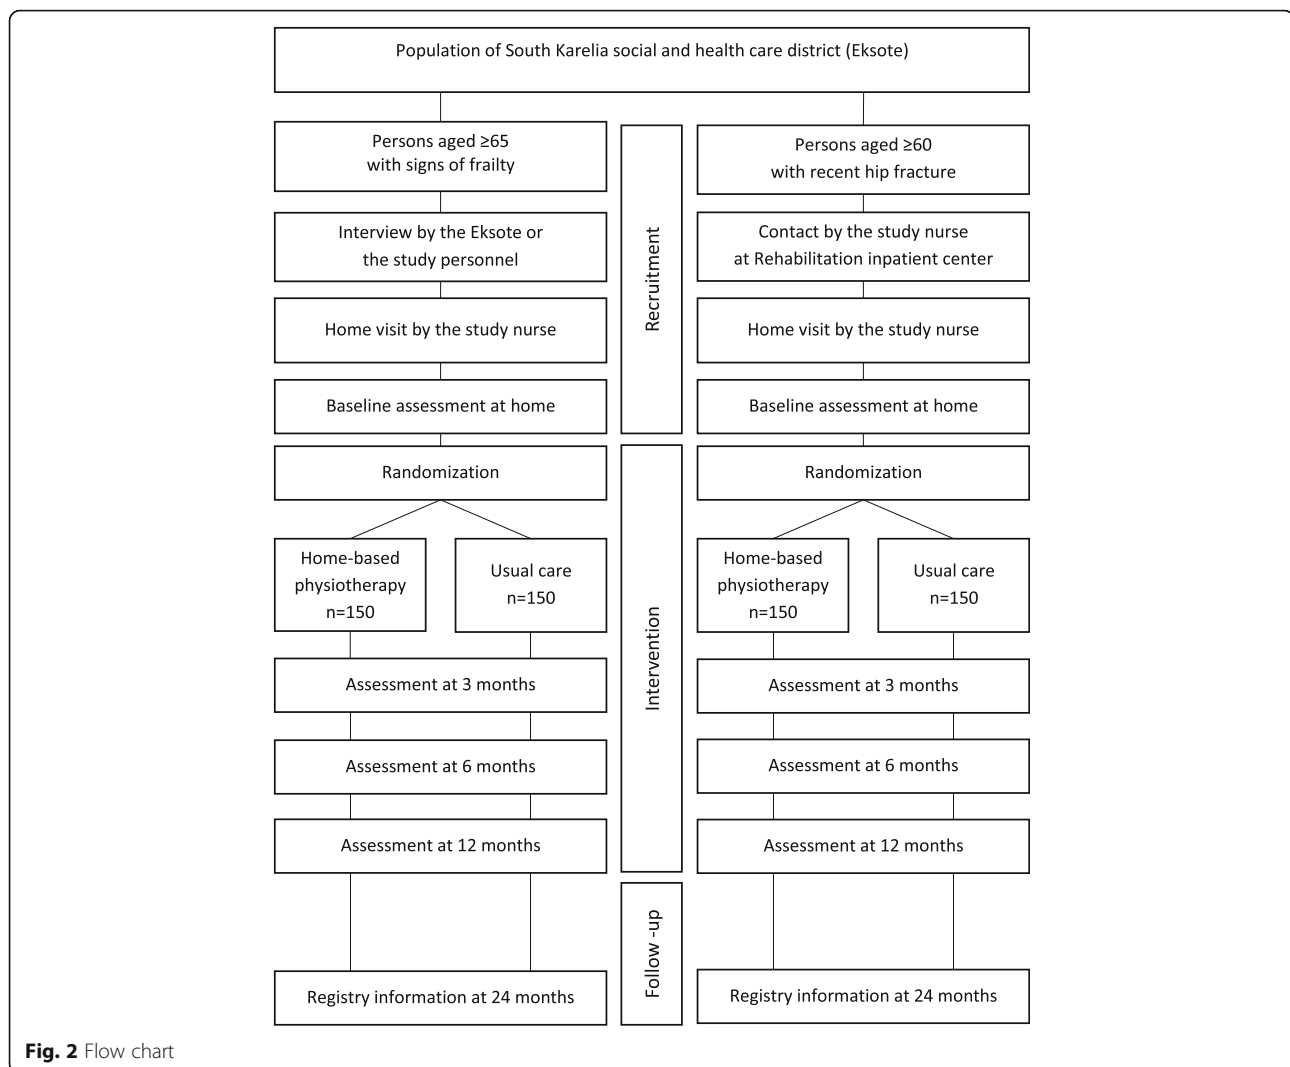 Population of South Karelia social and health care district (Eksote)
Persons aged ≥65
with signs of frailty
Interview by the Eksote or
the study personnel
Home visit by the study nurse
Baseline assessment at home
Randomization
Home-based
physiotherapy
n=150
Usual care
n=150
Assessment at 3 months
Assessment at 6 months
Assessment at 12 months
Registry information at 24 months
Recruitment
Intervention
Follow -up
Persons aged ≥60
with recent hip fracture
Contact by the study nurse
at Rehabilitation inpatient center
Home visit by the study nurse
Baseline assessment at home
Randomization
Home-based
physiotherapy
n=150
Usual care
n=150
Assessment at 3 months
Assessment at 6 months
Assessment at 12 months
Registry information at 24 months
Fig. 2 Flow chart